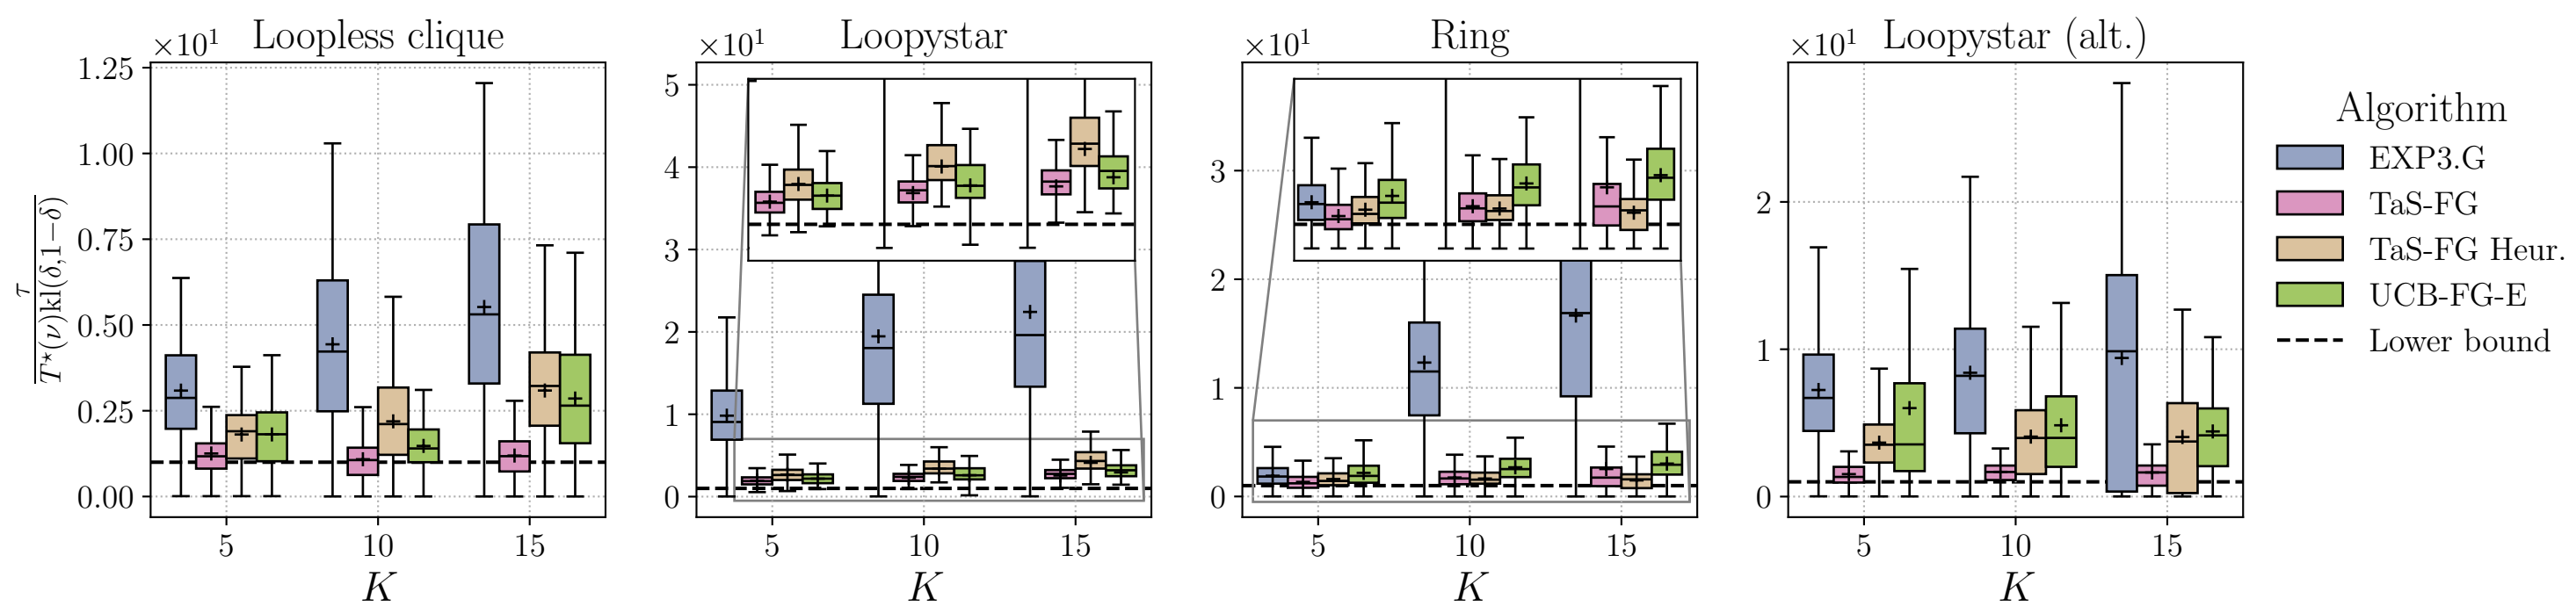 ×10¹ Loopless clique
×10¹ Loopystar
×10¹ Ring
×10¹ Loopystar (alt.)
τ
T⋆(ν)kl(δ,1−δ)
1.25
1.00
0.75
0.50
0.25
0.00
5 10 15
K
5
4
3
2
1
0
5 10 15
K
3
2
1
0
5 10 15
K
2
1
0
5 10 15
K
Algorithm
EXP3.G
TaS-FG
TaS-FG Heur.
UCB-FG-E
Lower bound